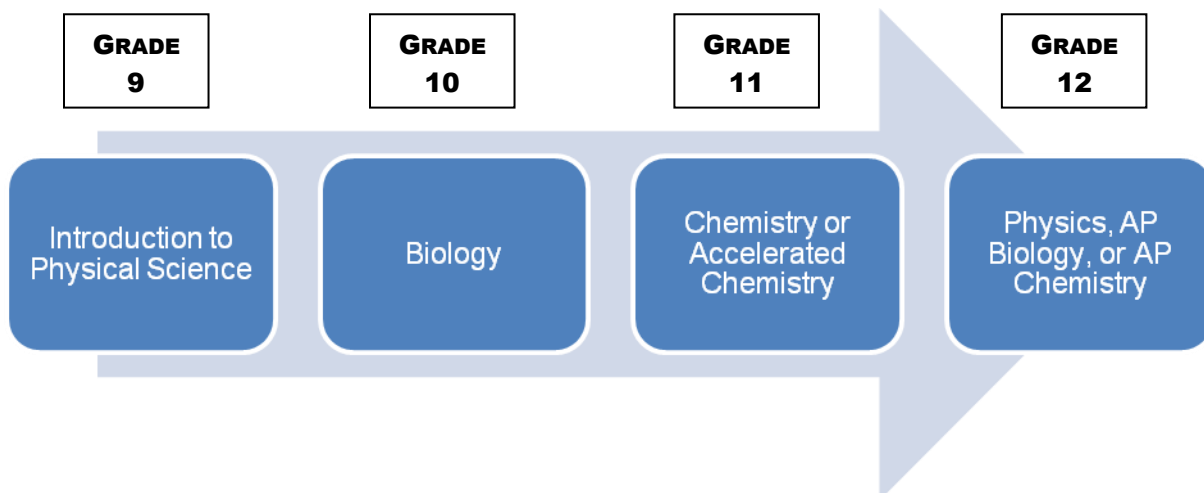 GRADE
9
GRADE
10
GRADE
11
GRADE
12
Introduction to
Physical Science
Biology
Chemistry or
Accelerated
Chemistry
Physics, AP
Biology, or AP
Chemistry